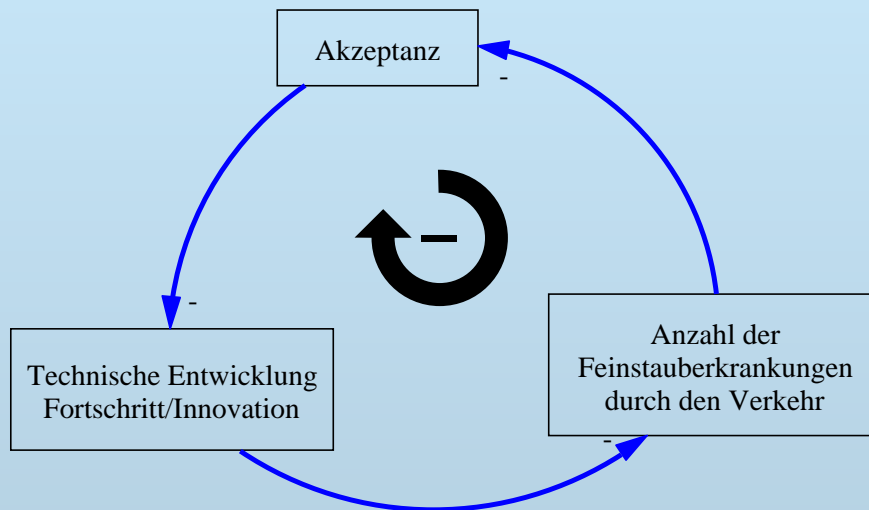 Akzeptanz
-
-
Technische Entwicklung
Fortschritt/Innovation
Anzahl der
Feinstauberkrankungen
durch den Verkehr
-